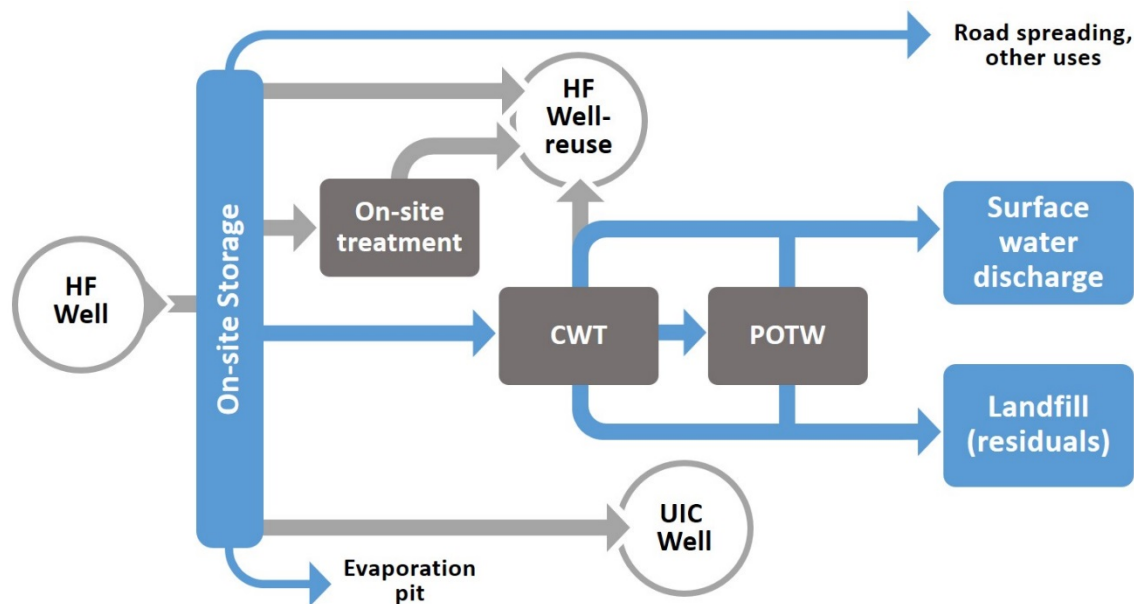 Road spreading,
other uses
HF
Well-
reuse
On-site
treatment
Surface
water
discharge
HF
Well
On-site Storage
CWT
POTW
Landfill
(residuals)
UIC
Well
Evaporation
pit